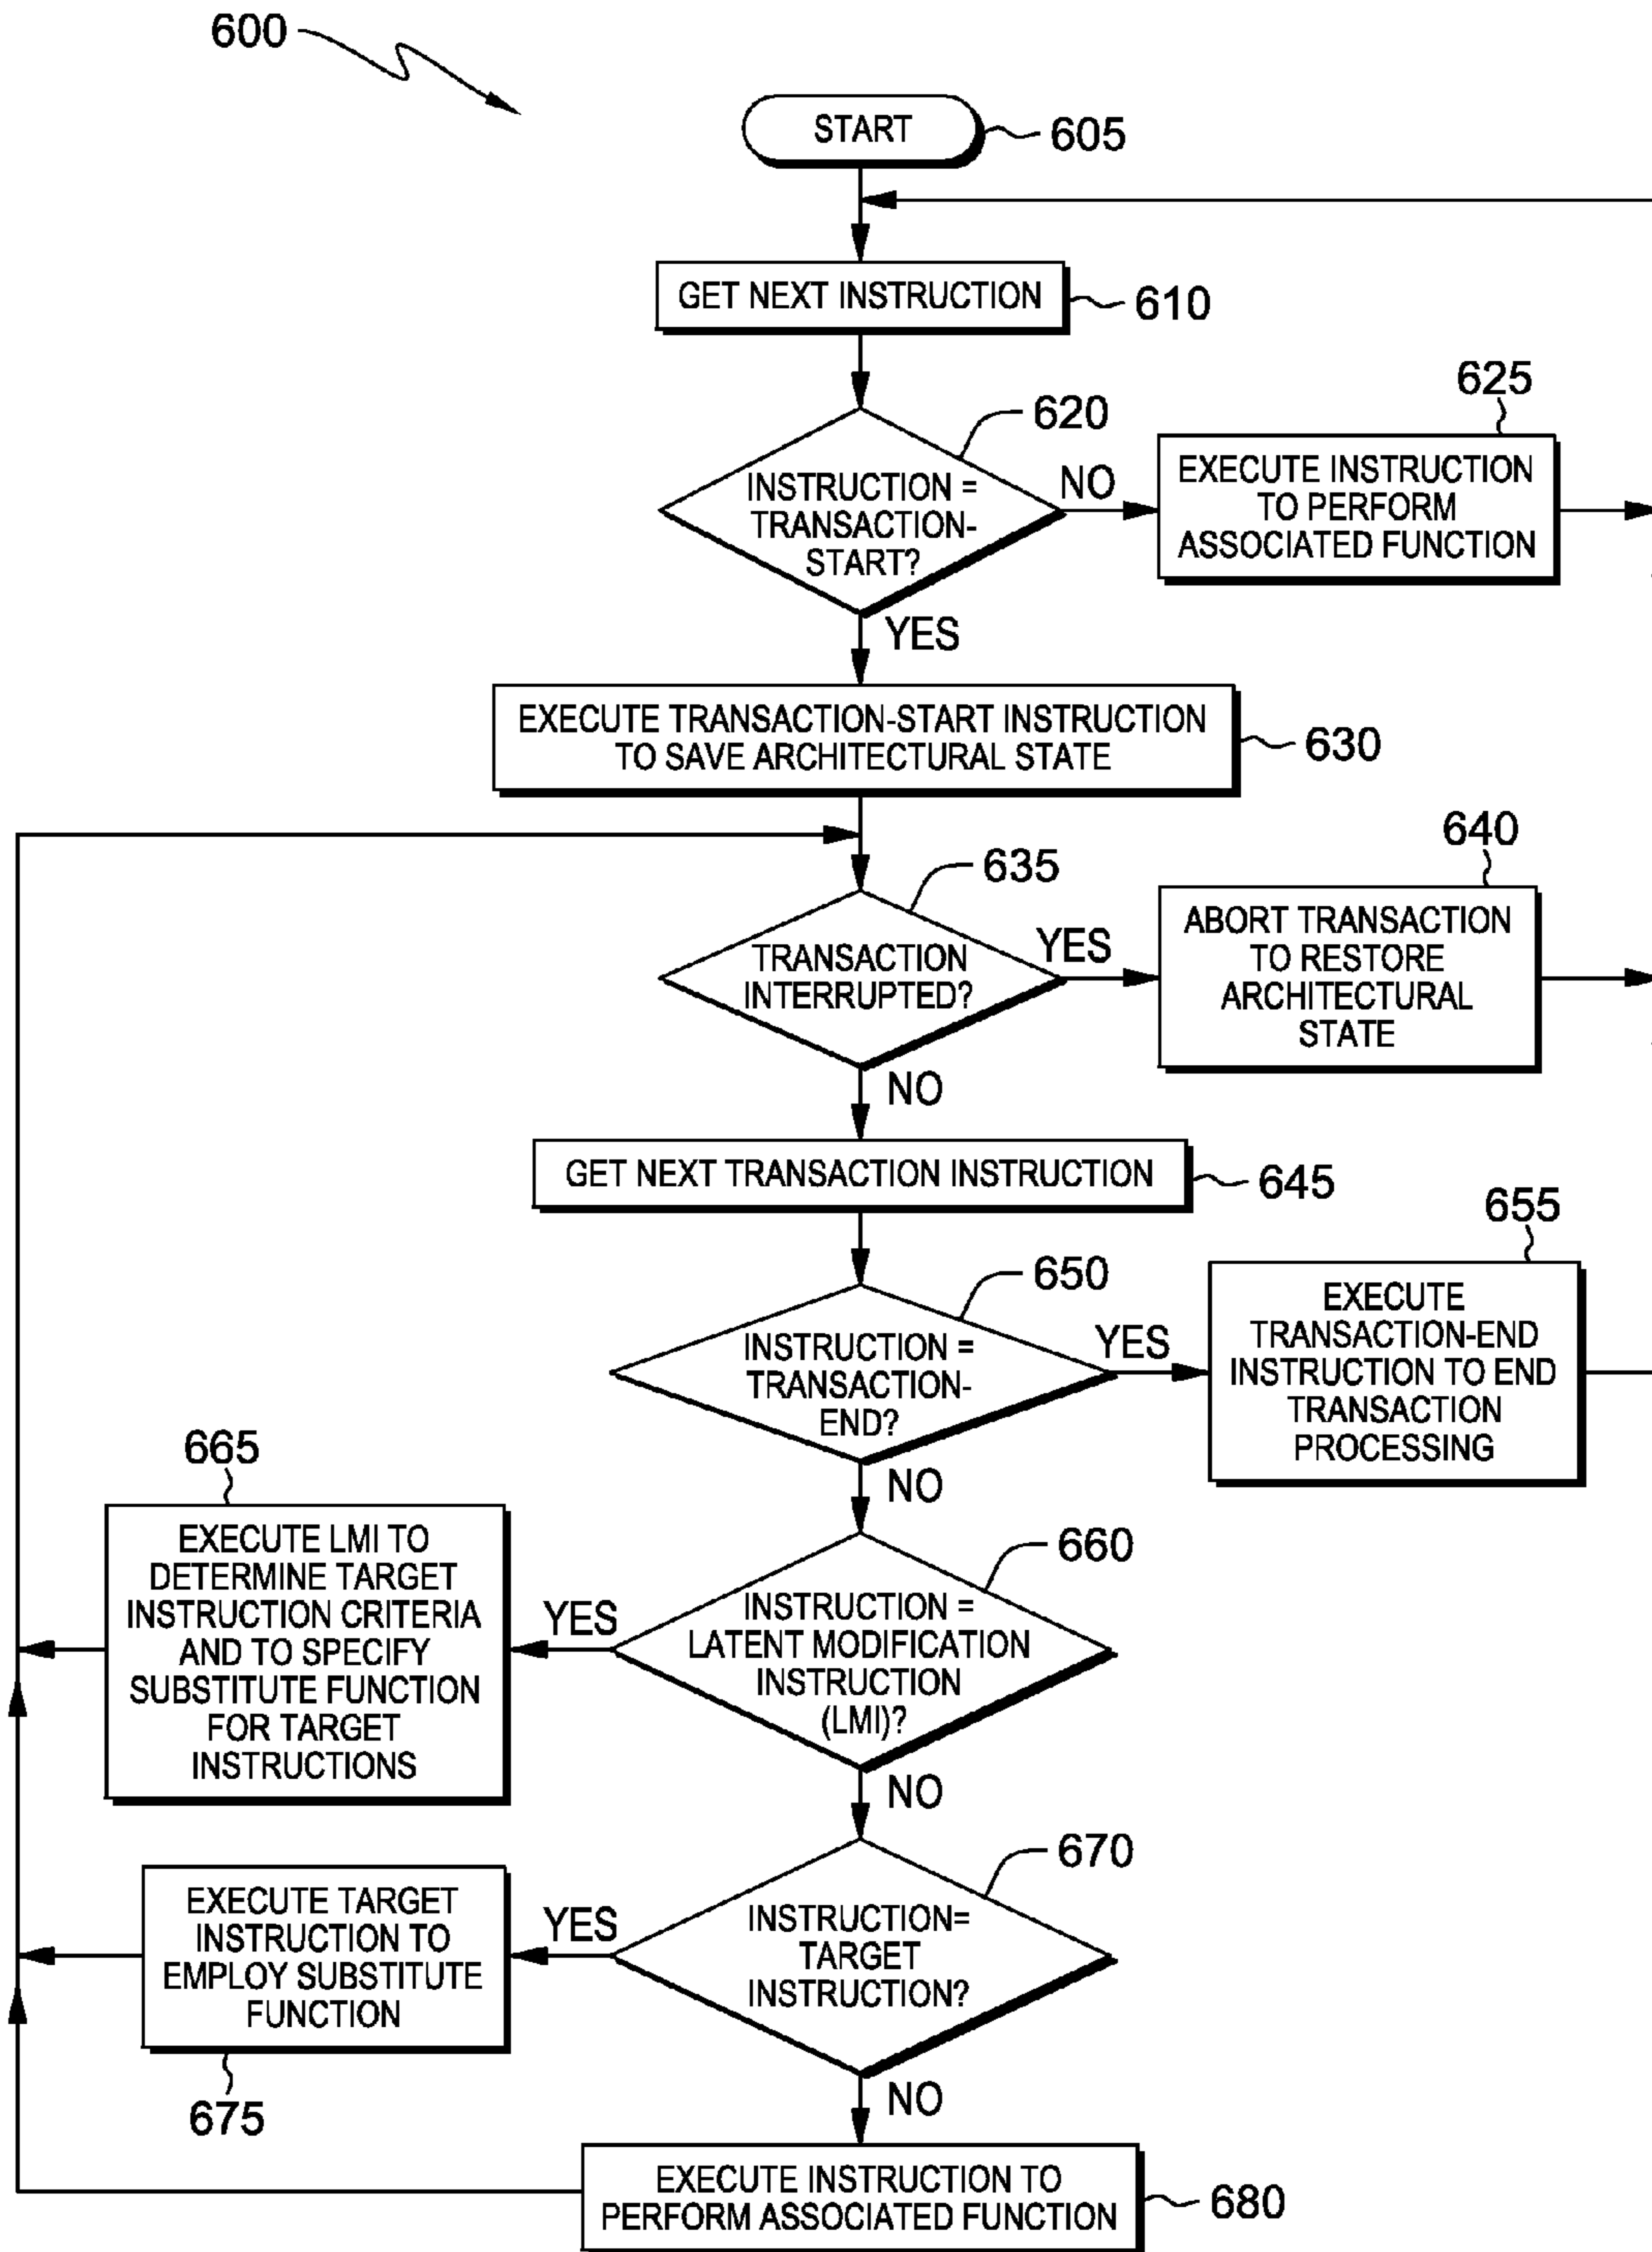 600
START
605
GET NEXT INSTRUCTION
610
620
INSTRUCTION =
TRANSACTION-
START?
NO
625
EXECUTE INSTRUCTION
TO PERFORM
ASSOCIATED FUNCTION
YES
EXECUTE TRANSACTION-START INSTRUCTION
TO SAVE ARCHITECTURAL STATE
630
635
TRANSACTION
INTERRUPTED?
YES
640
ABORT TRANSACTION
TO RESTORE
ARCHITECTURAL
STATE
NO
GET NEXT TRANSACTION INSTRUCTION
645
650
INSTRUCTION =
TRANSACTION-
END?
YES
655
EXECUTE
TRANSACTION-END
INSTRUCTION TO END
TRANSACTION
PROCESSING
NO
660
INSTRUCTION =
LATENT MODIFICATION
INSTRUCTION
(LMI)?
YES
665
EXECUTE LMI TO
DETERMINE TARGET
INSTRUCTION CRITERIA
AND TO SPECIFY
SUBSTITUTE FUNCTION
FOR TARGET
INSTRUCTIONS
NO
670
INSTRUCTION=
TARGET
INSTRUCTION?
YES
EXECUTE TARGET
INSTRUCTION TO
EMPLOY SUBSTITUTE
FUNCTION
675
NO
EXECUTE INSTRUCTION TO
PERFORM ASSOCIATED FUNCTION
680